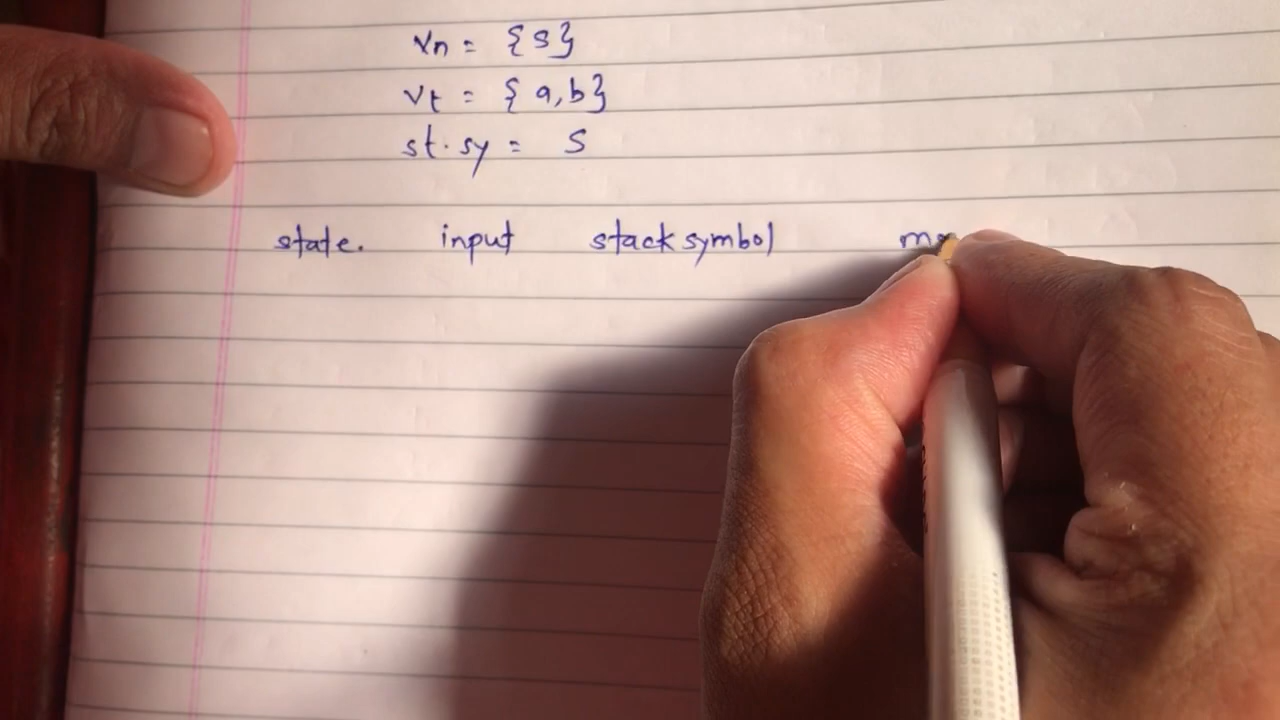 Vn = {S}
Vt = {a,b}
st.sy = S
state. input stack symbol